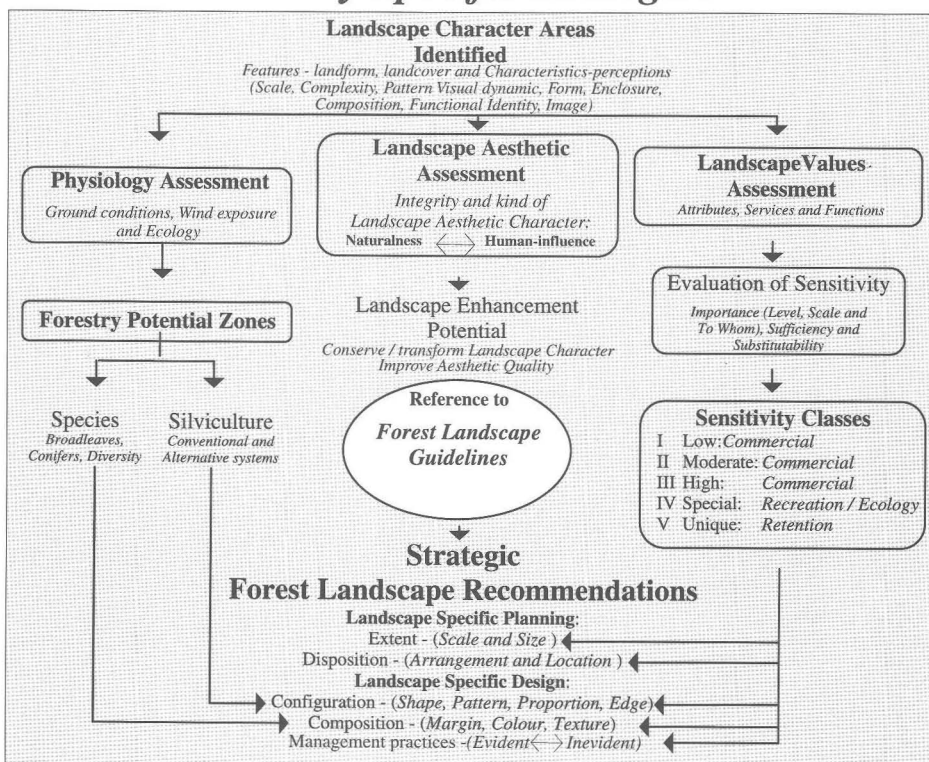 Landscape Character Areas
Identified
Features - landform, landcover and Characteristics-perceptions
(Scale, Complexity, Pattern Visual dynamic, Form, Enclosure,
Composition, Functional Identity, Image)
Physiology Assessment
Ground conditions, Wind exposure
and Ecology
Forestry Potential Zones
Species
Broadleaves,
Conifers, Diversity
Silviculture
Conventional and
Alternative systems
Landscape Aesthetic
Assessment
Integrity and kind of
Landscape Aesthetic Character:
Naturalness <--> Human-influence
Landscape Enhancement
Potential
Conserve / transform Landscape Character
Improve Aesthetic Quality
Reference to
Forest Landscape
Guidelines
LandscapeValues
Assessment
Attributes, Services and Functions
Evaluation of Sensitivity
Importance (Level, Scale and
To Whom), Sufficiency and
Substitutability
Sensitivity Classes
I Low: Commercial
II Moderate: Commercial
III High: Commercial
IV Special: Recreation / Ecology
V Unique: Retention
Strategic
Forest Landscape Recommendations
Landscape Specific Planning:
Extent - (Scale and Size )
Disposition - (Arrangement and Location )
Landscape Specific Design:
Configuration - (Shape, Pattern, Proportion, Edge)
Composition - (Margin, Colour, Texture)
Management practices -(Evident <--> Inevident)